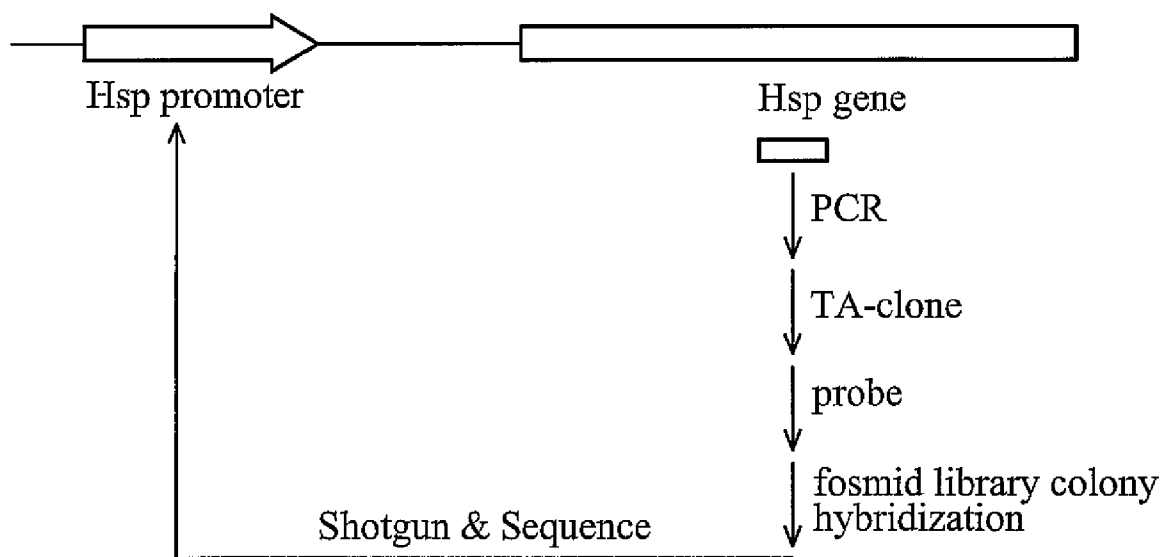 Hsp promoter
Hsp gene
PCR
TA-clone
probe
fosmid library colony
hybridization
Shotgun & Sequence